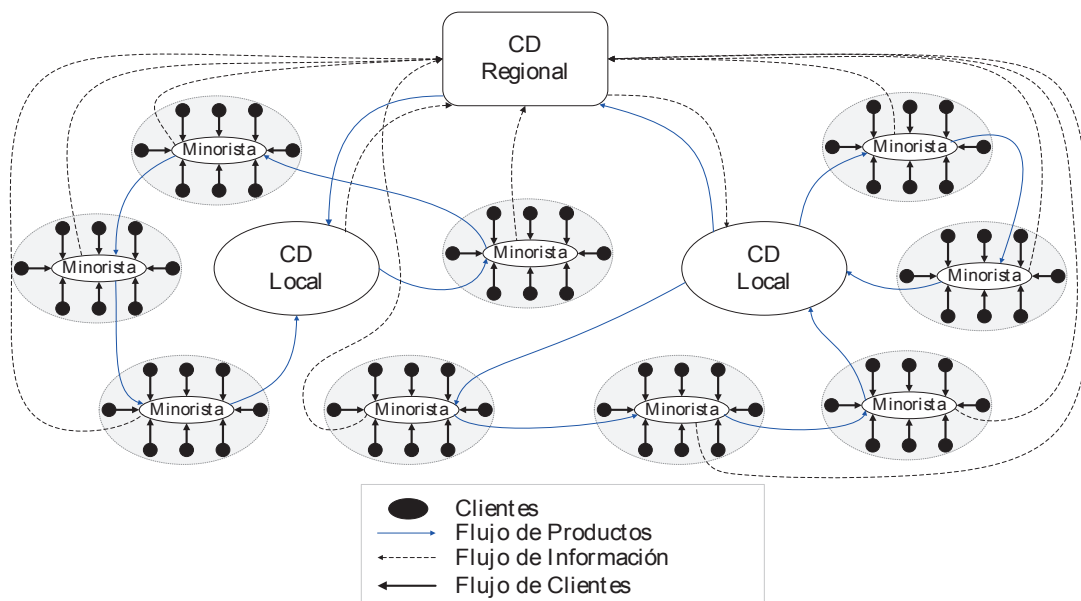 CD
Regional
Minorista
Minorista
Minorista
Minorista
Minorista
CD
Local
CD
Local
Minorista
Minorista
Minorista
Minorista
Clientes
Flujo de Productos
Flujo de Información
Flujo de Clientes